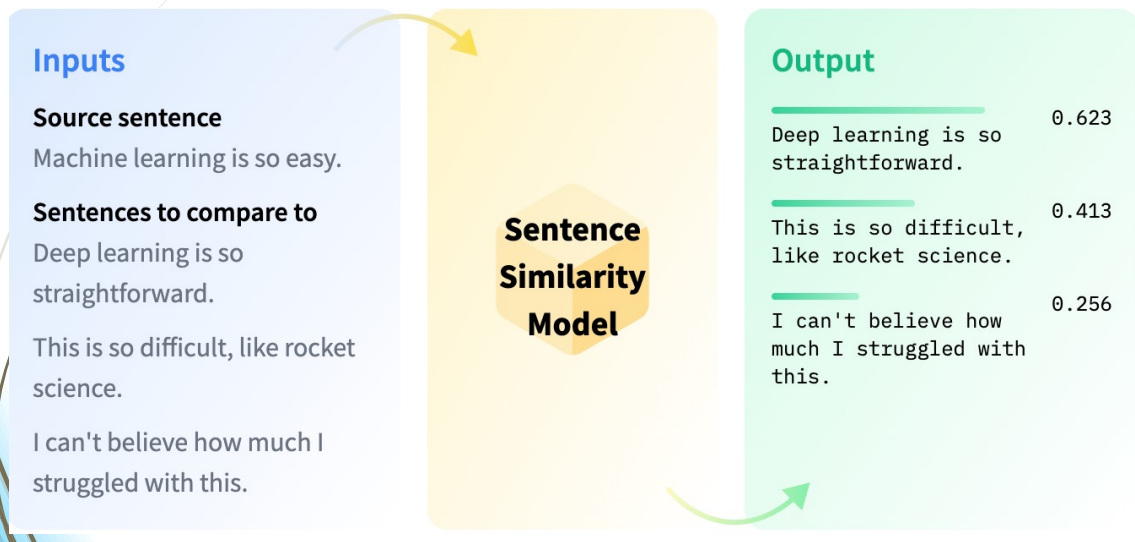 Inputs
Source sentence
Machine learning is so easy.
Sentences to compare to
Deep learning is so
straightforward.
This is so difficult, like rocket
science.
I can't believe how much I
struggled with this.
Sentence
Similarity
Model
Output
Deep learning is so
straightforward.
0.623
This is so difficult,
like rocket science.
0.413
I can't believe how
much I struggled with
this.
0.256